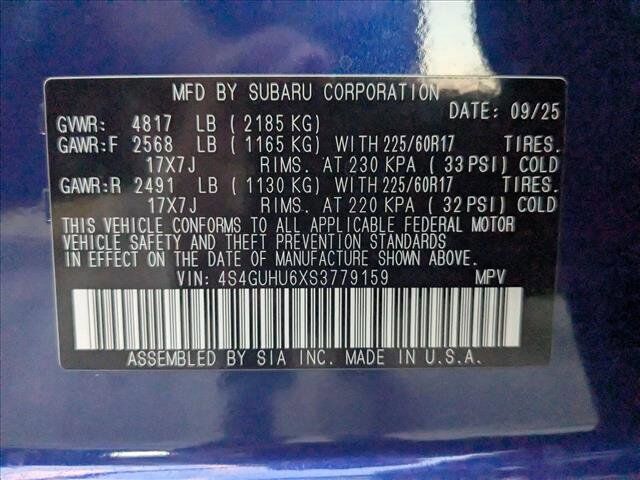 MFD BY SUBARU CORPORATION
DATE: 09/25
GVWR: 4817 LB (2185 KG)
GAWR:F 2568 LB (1165 KG) WITH 225/60R17 TIRES.
17X7J RIMS. AT 230 KPA (33 PSI) COLD
GAWR:R 2491 LB (1130 KG) WITH 225/60R17 TIRES.
17X7J RIMS. AT 220 KPA (32 PSI) COLD
THIS VEHICLE CONFORMS TO ALL APPLICABLE FEDERAL MOTOR
VEHICLE SAFETY AND THEFT PREVENTION STANDARDS IN
EFFECT ON THE DATE OF MANUFACTURE SHOWN ABOVE.
VIN: 4S4GUHU6XS3779159 MPV
ASSEMBLED BY SIA INC. MADE IN U.S.A.